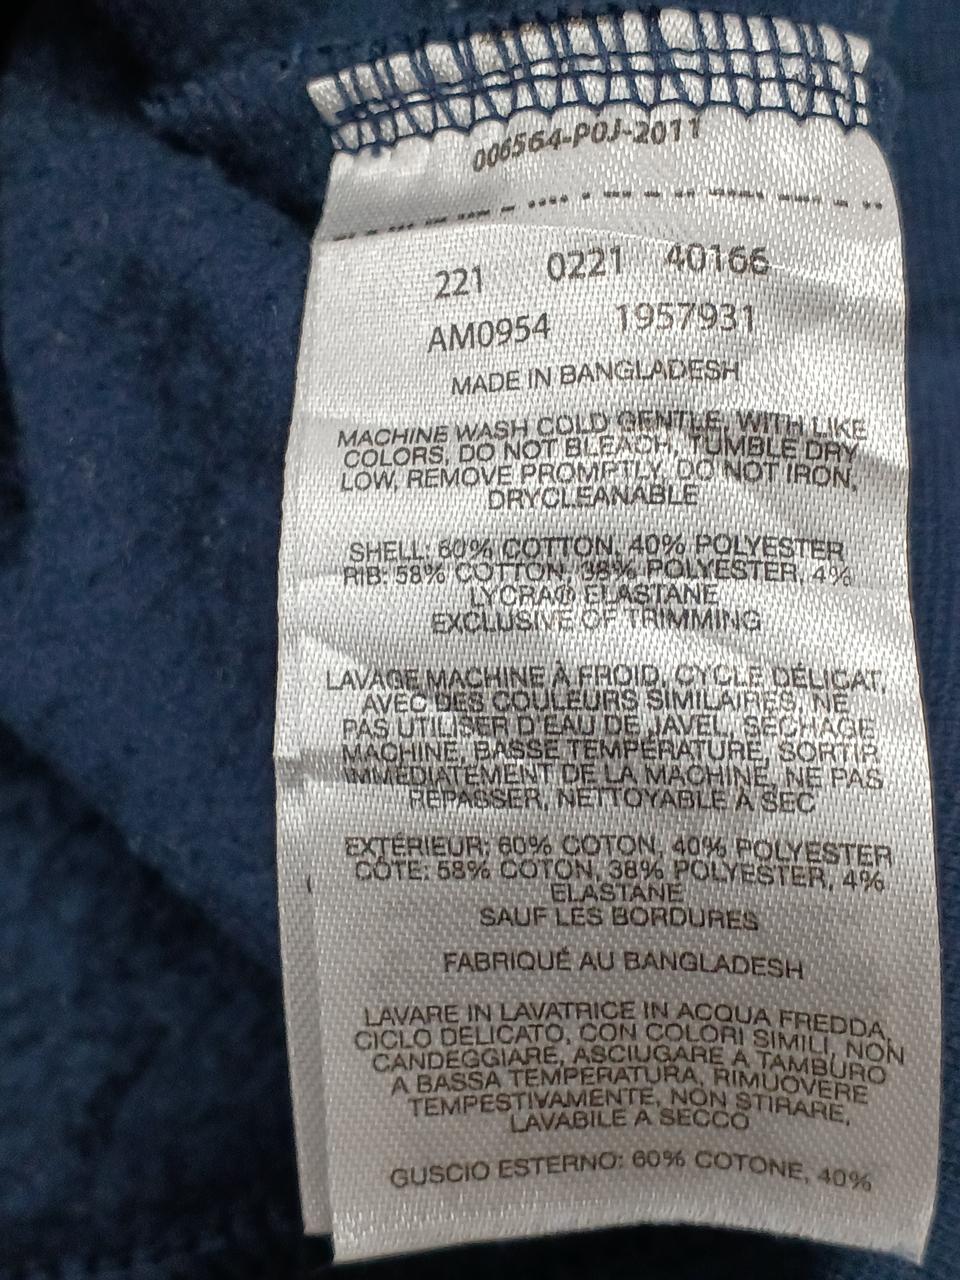 006564-P0J-2011
221 0221 40166
AM0954 1957931
MADE IN BANGLADESH
MACHINE WASH COLD GENTLE, WITH LIKE
COLORS, DO NOT BLEACH, TUMBLE DRY
LOW, REMOVE PROMPTLY, DO NOT IRON,
DRYCLEANABLE
SHELL: 60% COTTON, 40% POLYESTER
RIB: 58% COTTON, 38% POLYESTER, 4%
LYCRA® ELASTANE
EXCLUSIVE OF TRIMMING
LAVAGE MACHINE À FROID, CYCLE DÉLICAT,
AVEC DES COULEURS SIMILAIRES, NE
PAS UTILISER D'EAU DE JAVEL, SÉCHAGE
MACHINE, BASSE TEMPÉRATURE, SORTIR
IMMÉDIATEMENT DE LA MACHINE, NE PAS
REPASSER, NETTOYABLE À SEC
EXTÉRIEUR: 60% COTON, 40% POLYESTER
CÔTE: 58% COTON, 38% POLYESTER, 4%
ELASTANE
SAUF LES BORDURES
FABRIQUÉ AU BANGLADESH
LAVARE IN LAVATRICE IN ACQUA FREDDA,
CICLO DELICATO, CON COLORI SIMILI, NON
CANDEGGIARE, ASCIUGARE A TAMBURO
A BASSA TEMPERATURA, RIMUOVERE
TEMPESTIVAMENTE, NON STIRARE,
LAVABILE A SECCO
GUSCIO ESTERNO: 60% COTONE, 40%